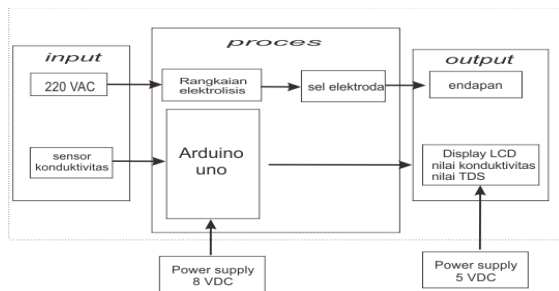 input
proces
output
220 VAC
Rangkaian
elektrolisis
sel elektroda
endapan
sensor
konduktivitas
Arduino
uno
Display LCD
nilai konduktivitas
nilai TDS
Power supply
8 VDC
Power supply
5 VDC